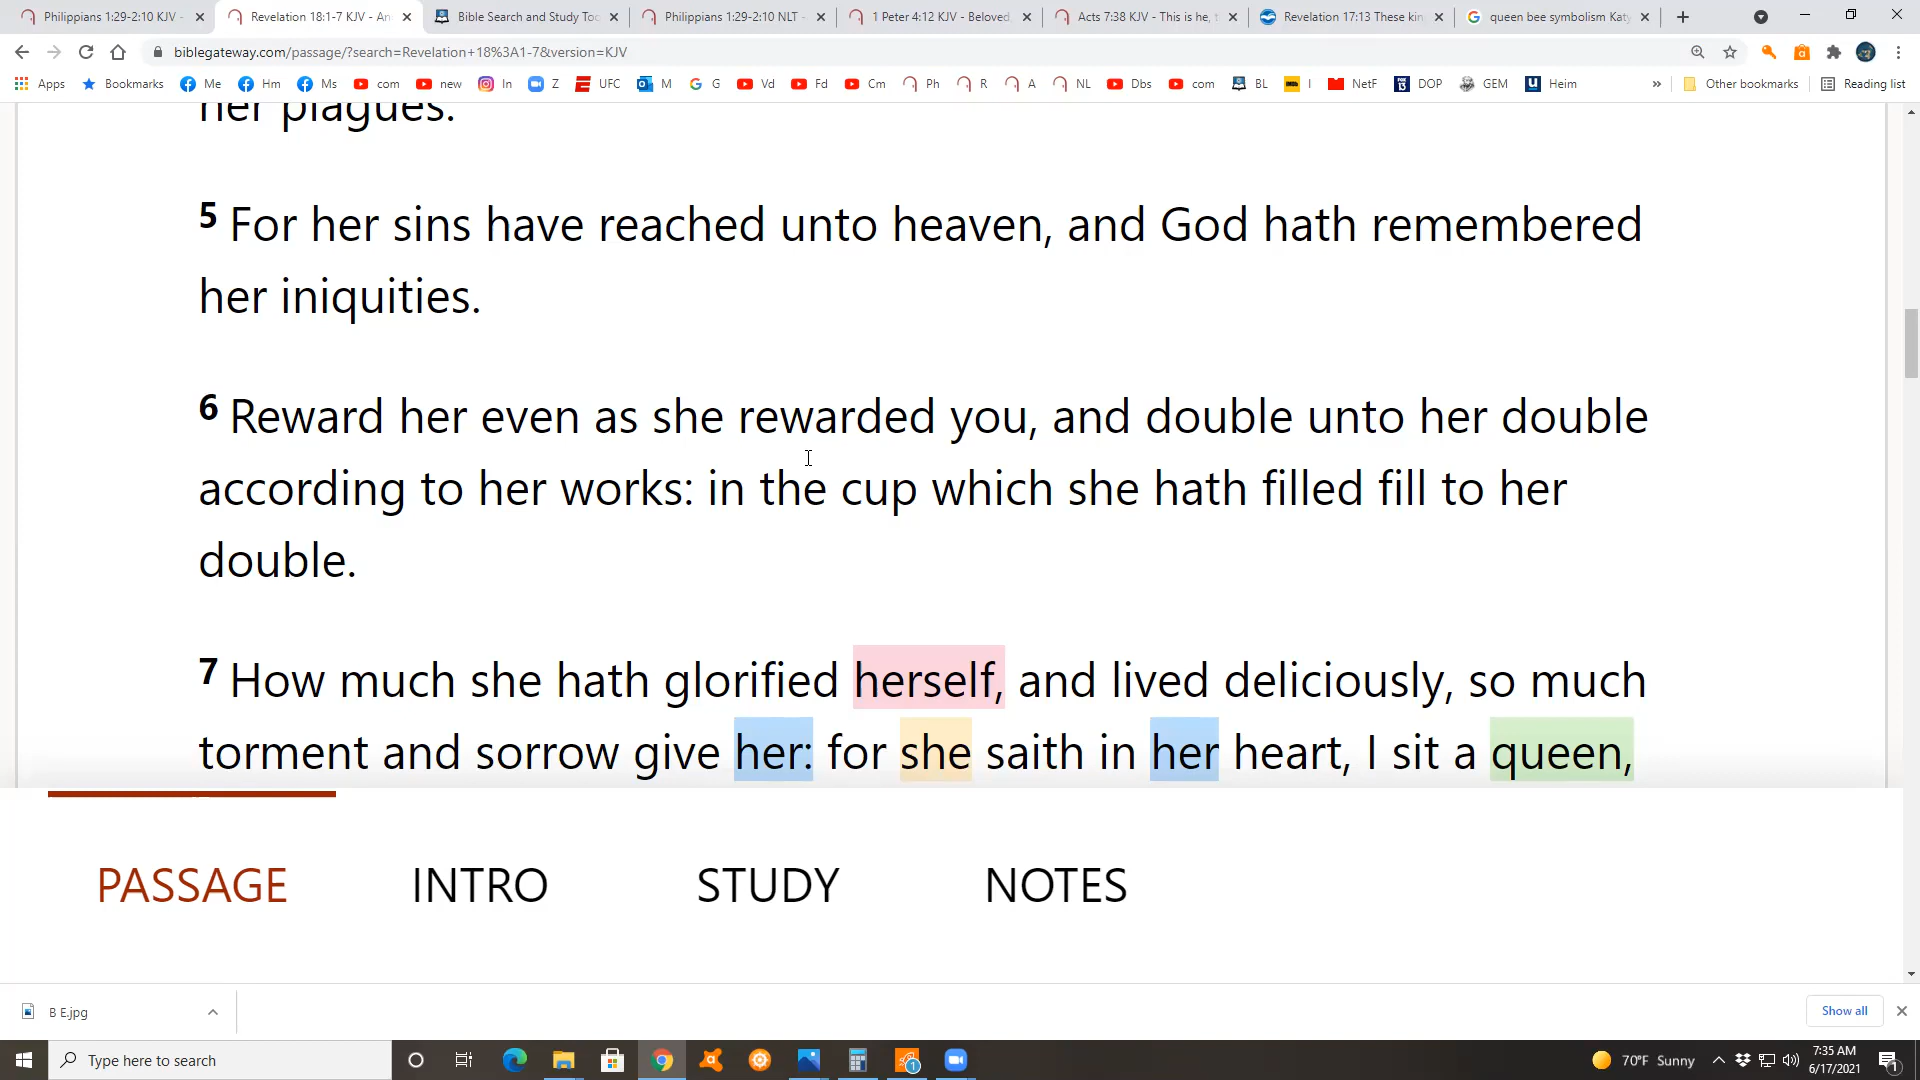 Philippians 1:29-2:10 KJV -
Revelation 18:1-7 KJV - An
Bible Search and Study Too
Philippians 1:29-2:10 NLT -
1 Peter 4:12 KJV - Beloved,
Acts 7:38 KJV - This is he, t
Revelation 17:13 These kin
queen bee symbolism Katy
biblegateway.com/passage/?search=Revelation+18%3A1-7&version=KJV
Apps Bookmarks Me Hm Ms com new In Z UFC M G Vd Fd Cm Ph R A NL Dbs com BL I NetF DOP GEM Heim » Other bookmarks Reading list
her plagues.
5 For her sins have reached unto heaven, and God hath remembered
her iniquities.
6 Reward her even as she rewarded you, and double unto her double
according to her works: in the cup which she hath filled fill to her
double.
7 How much she hath glorified herself, and lived deliciously, so much
torment and sorrow give her: for she saith in her heart, I sit a queen,
PASSAGE INTRO STUDY NOTES
B E.jpg
Show all
Type here to search
70°F Sunny
7:35 AM
6/17/2021